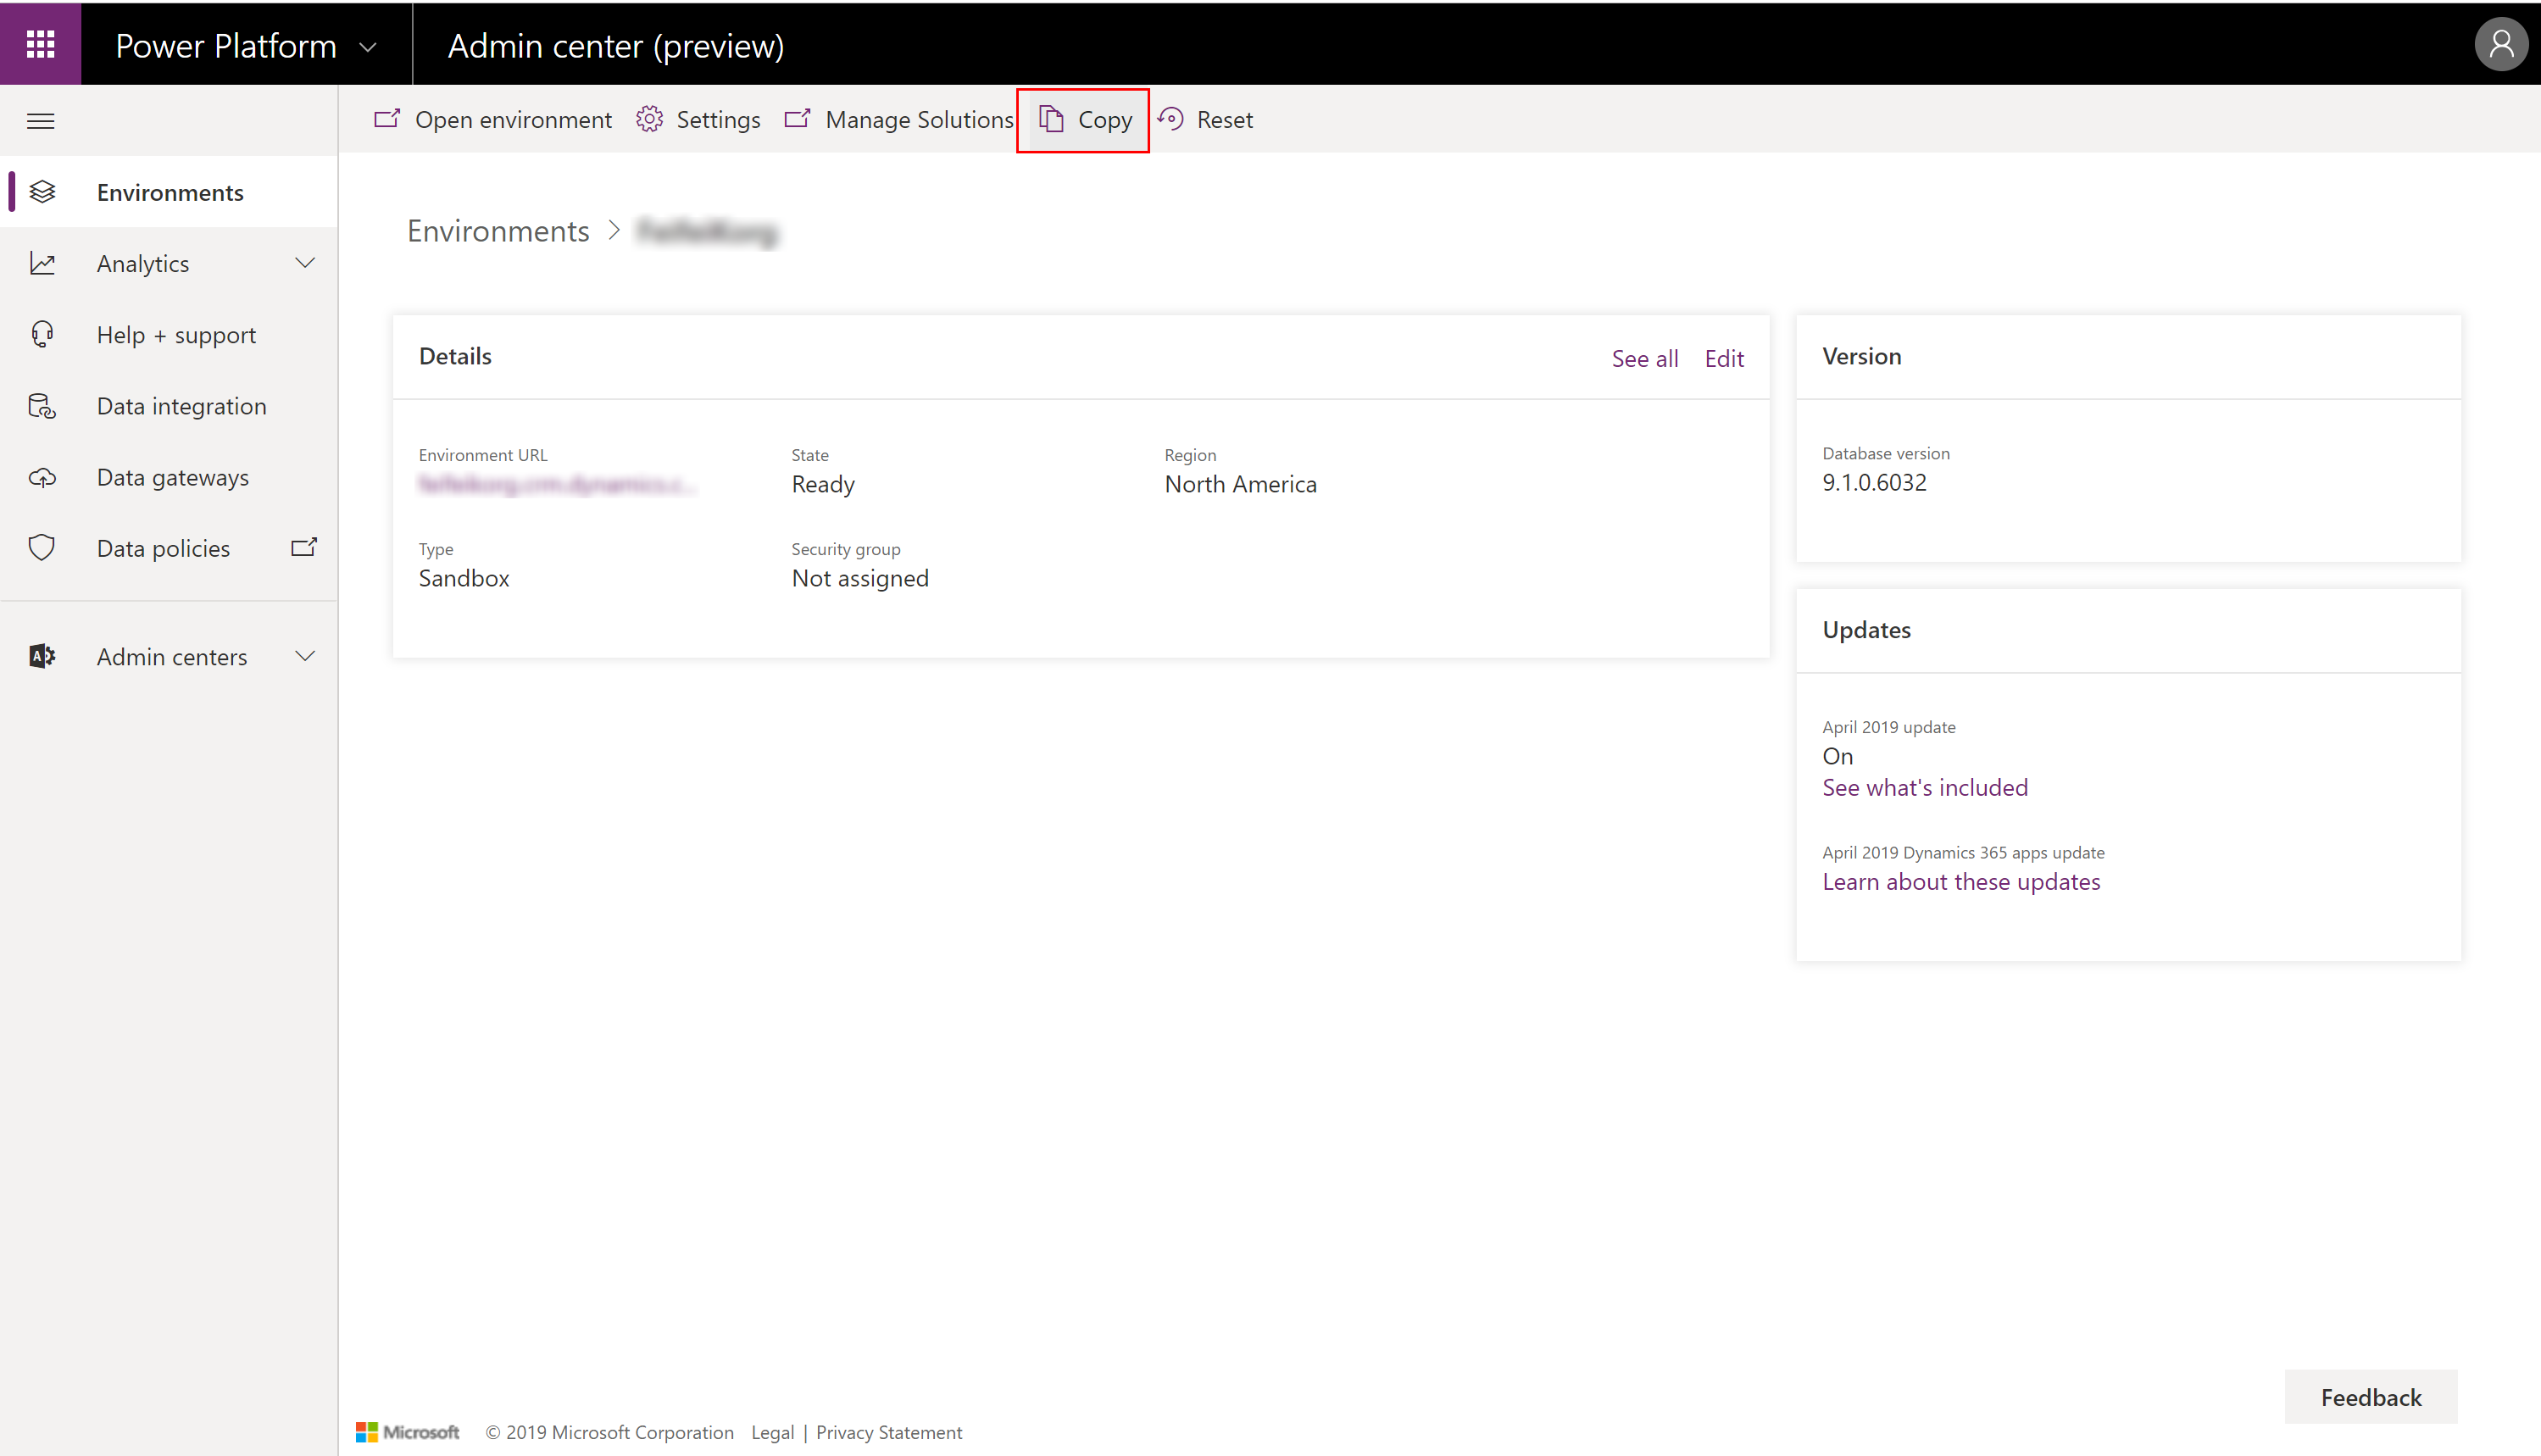 Power Platform
Admin center (preview)
Open environment Settings Manage Solutions Copy Reset
Environments
Analytics
Help + support
Data integration
Data gateways
Data policies
Admin centers
Environments >
Details See all Edit
Environment URL State Region
Ready North America
Type Security group
Sandbox Not assigned
Version
Database version
9.1.0.6032
Updates
April 2019 update
On
See what's included
April 2019 Dynamics 365 apps update
Learn about these updates
Feedback
Microsoft © 2019 Microsoft Corporation Legal | Privacy Statement